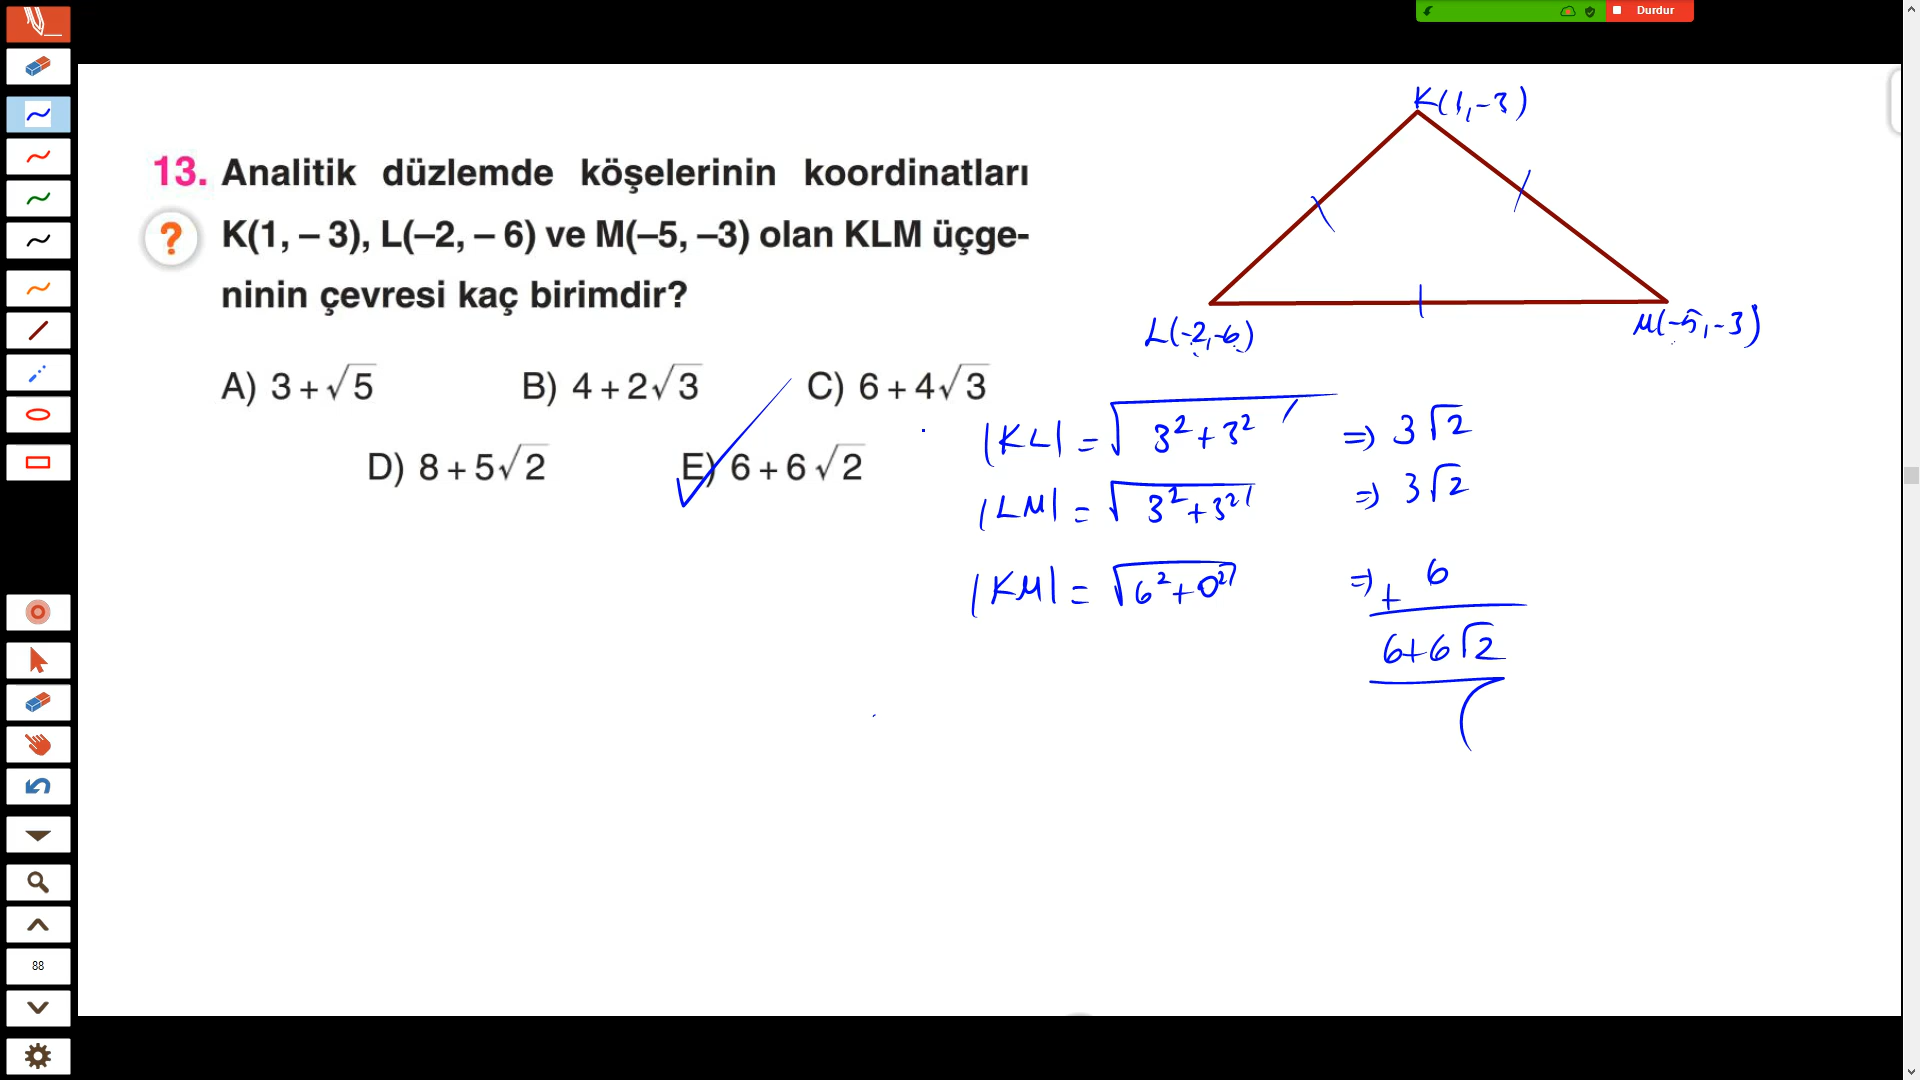 Durdur
K(1,-3)
13. Analitik düzlemde köşelerinin koordinatları
? K(1, – 3), L(–2, – 6) ve M(–5, –3) olan KLM üçge-
ninin çevresi kaç birimdir?
L(-2,-6)
M(-5,-3)
A) 3 + √5 B) 4 + 2√3 C) 6 + 4√3
D) 8 + 5√2 E) 6 + 6√2
|KL| = √3²+3² ⇒ 3√2
|LM| = √3²+3² ⇒ 3√2
|KM| = √6²+0² ⇒ 6
+
6+6√2
88